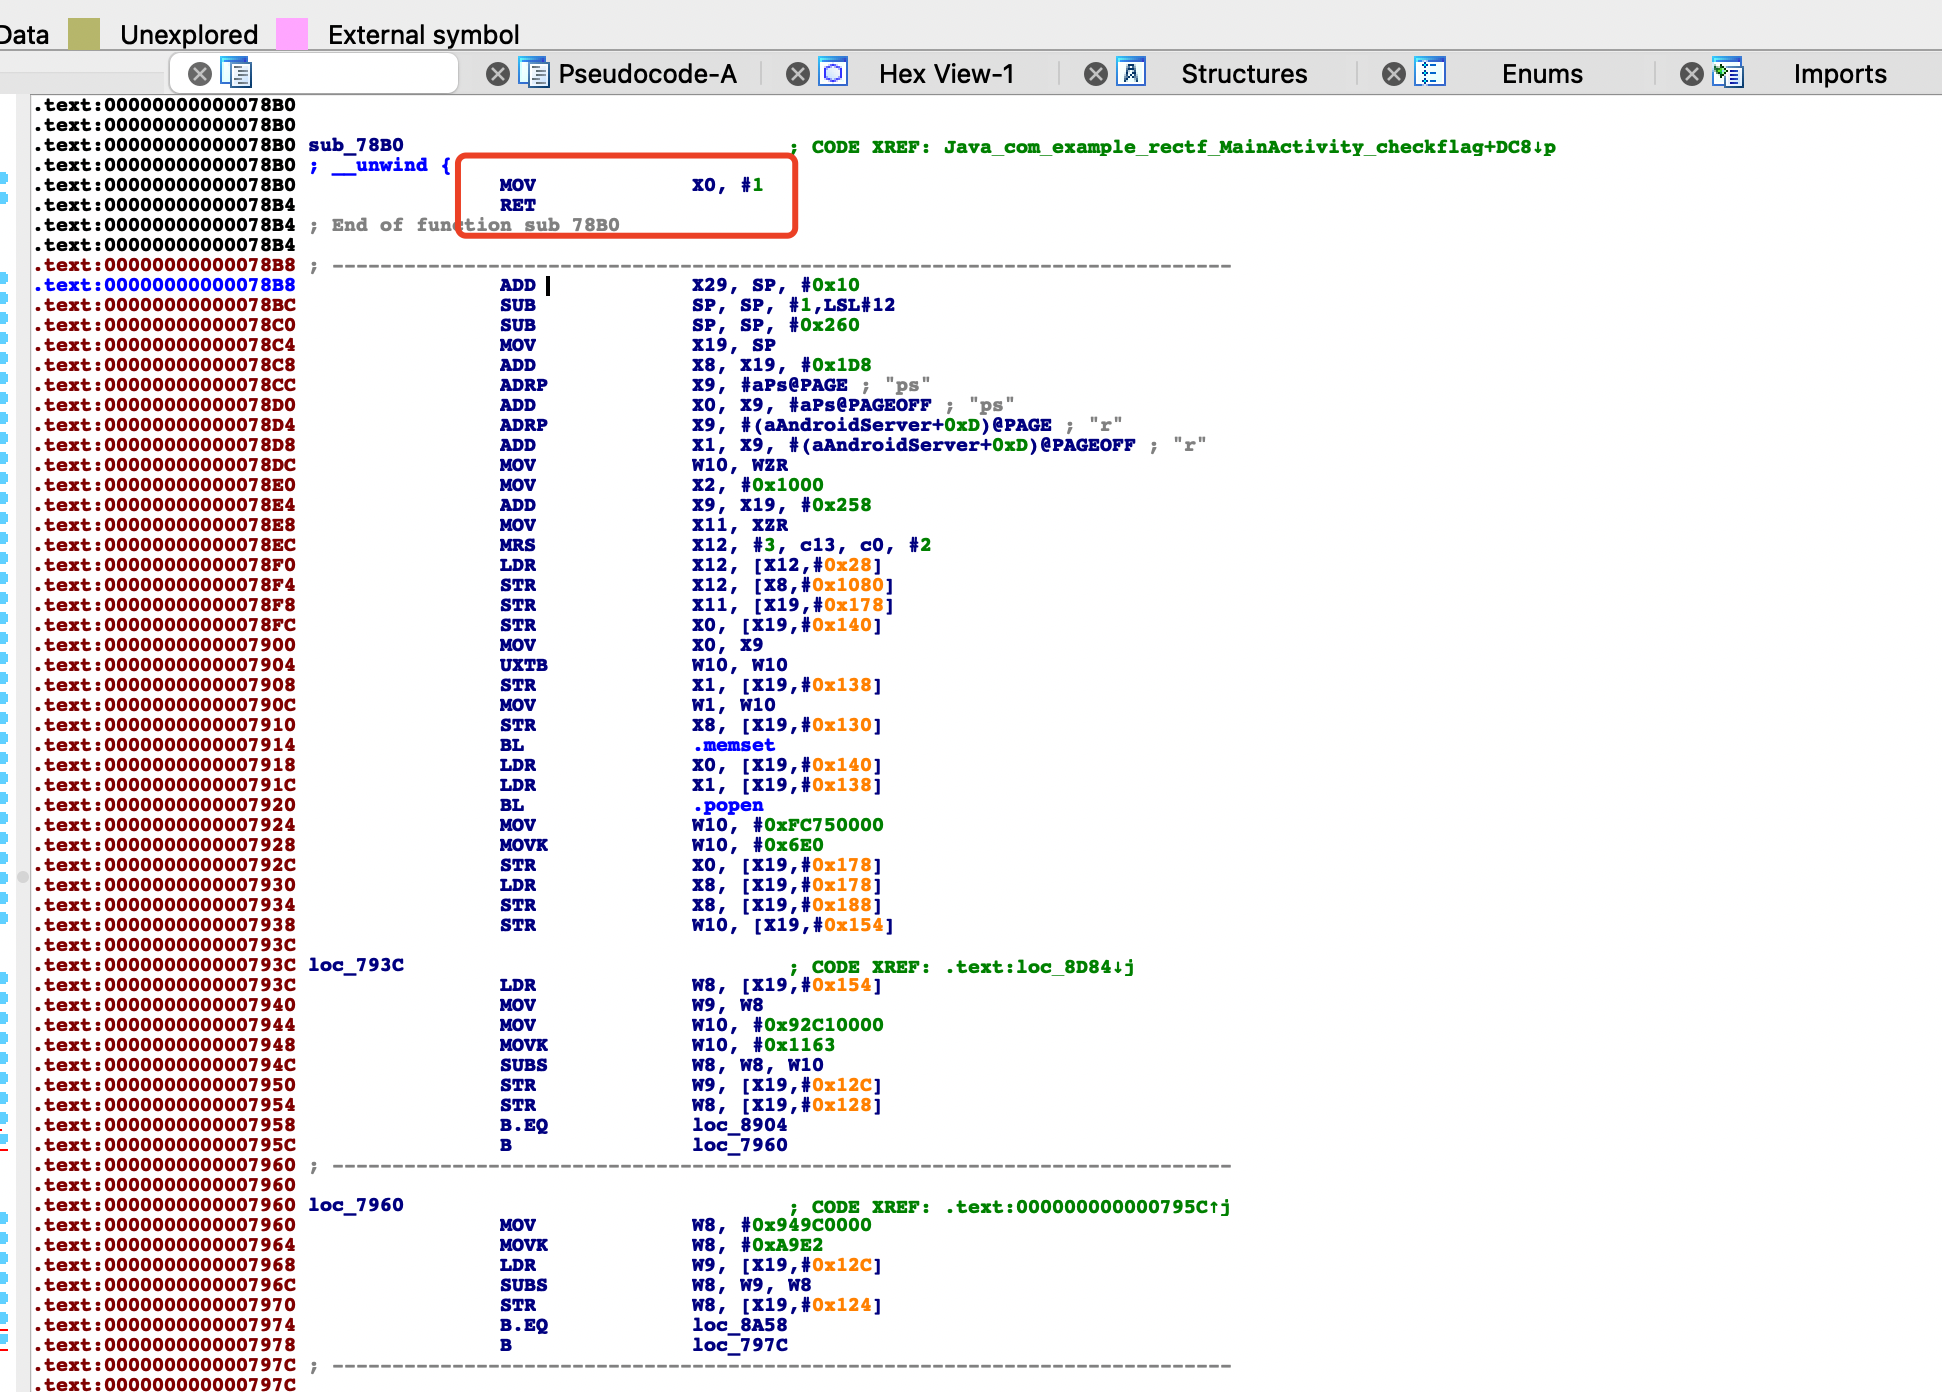 Data Unexplored External symbol
Pseudocode-A Hex View-1 Structures Enums Imports
.text:00000000000078B0
.text:00000000000078B0
.text:00000000000078B0 sub_78B0 ; CODE XREF: Java_com_example_rectf_MainActivity_checkflag+DC8↓p
.text:00000000000078B0 ; __unwind {
.text:00000000000078B0 MOV X0, #1
.text:00000000000078B4 RET
.text:00000000000078B4 ; End of function sub_78B0
.text:00000000000078B4
.text:00000000000078B8 ; ---------------------------------------------------------------------------
.text:00000000000078B8 ADD X29, SP, #0x10
.text:00000000000078BC SUB SP, SP, #1,LSL#12
.text:00000000000078C0 SUB SP, SP, #0x260
.text:00000000000078C4 MOV X19, SP
.text:00000000000078C8 ADD X8, X19, #0x1D8
.text:00000000000078CC ADRP X9, #aPs@PAGE ; "ps"
.text:00000000000078D0 ADD X0, X9, #aPs@PAGEOFF ; "ps"
.text:00000000000078D4 ADRP X9, #(aAndroidServer+0xD)@PAGE ; "r"
.text:00000000000078D8 ADD X1, X9, #(aAndroidServer+0xD)@PAGEOFF ; "r"
.text:00000000000078DC MOV W10, WZR
.text:00000000000078E0 MOV X2, #0x1000
.text:00000000000078E4 ADD X9, X19, #0x258
.text:00000000000078E8 MOV X11, XZR
.text:00000000000078EC MRS X12, #3, c13, c0, #2
.text:00000000000078F0 LDR X12, [X12,#0x28]
.text:00000000000078F4 STR X12, [X8,#0x1080]
.text:00000000000078F8 STR X11, [X19,#0x178]
.text:00000000000078FC STR X0, [X19,#0x140]
.text:0000000000007900 MOV X0, X9
.text:0000000000007904 UXTB W10, W10
.text:0000000000007908 STR X1, [X19,#0x138]
.text:000000000000790C MOV W1, W10
.text:0000000000007910 STR X8, [X19,#0x130]
.text:0000000000007914 BL .memset
.text:0000000000007918 LDR X0, [X19,#0x140]
.text:000000000000791C LDR X1, [X19,#0x138]
.text:0000000000007920 BL .popen
.text:0000000000007924 MOV W10, #0xFC750000
.text:0000000000007928 MOVK W10, #0x6E0
.text:000000000000792C STR X0, [X19,#0x178]
.text:0000000000007930 LDR X8, [X19,#0x178]
.text:0000000000007934 STR X8, [X19,#0x188]
.text:0000000000007938 STR W10, [X19,#0x154]
.text:000000000000793C
.text:000000000000793C loc_793C ; CODE XREF: .text:loc_8D84↓j
.text:000000000000793C LDR W8, [X19,#0x154]
.text:0000000000007940 MOV W9, W8
.text:0000000000007944 MOV W10, #0x92C10000
.text:0000000000007948 MOVK W10, #0x1163
.text:000000000000794C SUBS W8, W8, W10
.text:0000000000007950 STR W9, [X19,#0x12C]
.text:0000000000007954 STR W8, [X19,#0x128]
.text:0000000000007958 B.EQ loc_8904
.text:000000000000795C B loc_7960
.text:0000000000007960 ; ---------------------------------------------------------------------------
.text:0000000000007960
.text:0000000000007960 loc_7960 ; CODE XREF: .text:000000000000795C↑j
.text:0000000000007960 MOV W8, #0x949C0000
.text:0000000000007964 MOVK W8, #0xA9E2
.text:0000000000007968 LDR W9, [X19,#0x12C]
.text:000000000000796C SUBS W8, W9, W8
.text:0000000000007970 STR W8, [X19,#0x124]
.text:0000000000007974 B.EQ loc_8A58
.text:0000000000007978 B loc_797C
.text:000000000000797C ; ---------------------------------------------------------------------------
.text:000000000000797C